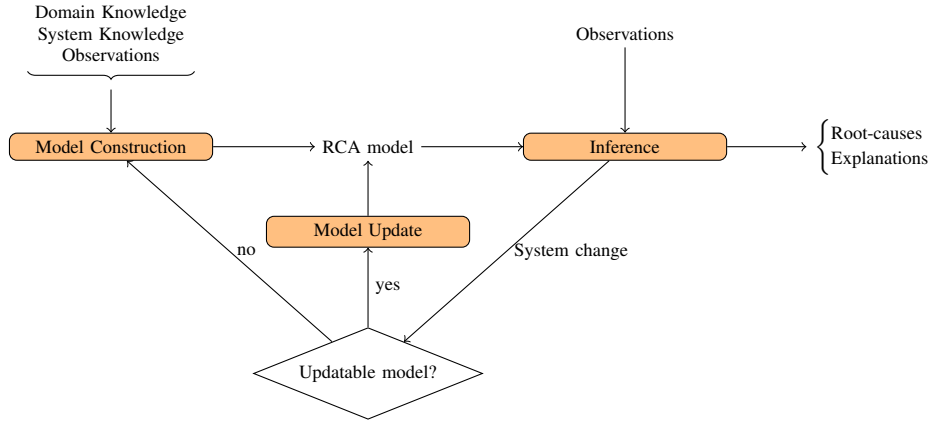 Domain Knowledge
System Knowledge
Observations
Observations
Model Construction
RCA model
Inference
Root-causes
Explanations
Model Update
no
System change
yes
Updatable model?